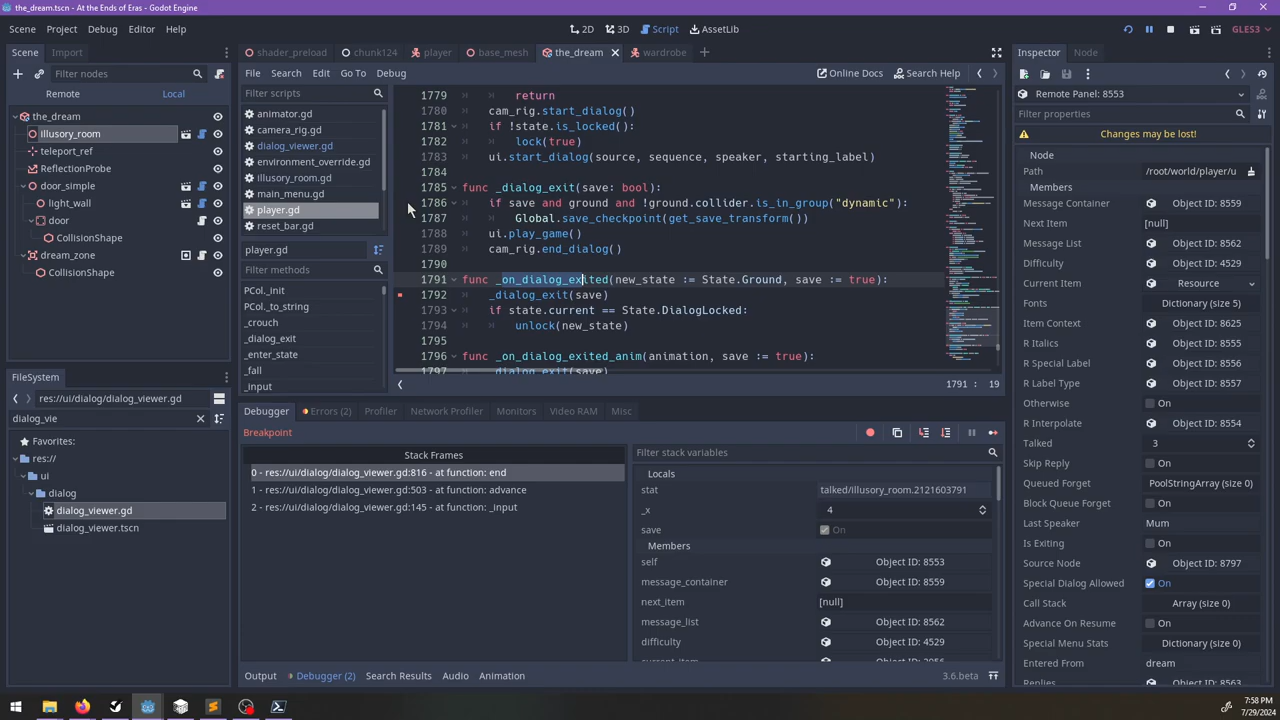 the_dream.tscn - At the Ends of Eras - Godot Engine
Scene Project Debug Editor Help
2D 3D Script AssetLib
GLES3
Scene Import
Filter nodes
Remote Local
the_dream
illusory_room
teleport_ref
ReflectionProbe
door_simple
light_wall
door
CollisionShape
dream_zone
CollisionShape
FileSystem
res://ui/dialog/dialog_viewer.gd
dialog_vie
Favorites:
res://
ui
dialog
dialog_viewer.gd
dialog_viewer.tscn
shader_preload chunk124 player base_mesh the_dream wardrobe
File Search Edit Go To Debug
Online Docs Search Help
Filter scripts
animator.gd
camera_rig.gd
dialog_viewer.gd
environment_override.gd
illusory_room.gd
main_menu.gd
player.gd
reset_bar.gd
player.gd
Filter methods
PGol_init
PGol_to_string
_crouch
_dialog_exit
_enter_state
_fall
_input
1779 return
1780 cam_rig.start_dialog()
1781 if !state.is_locked():
1782 lock(true)
1783 ui.start_dialog(source, sequence, speaker, starting_label)
1784
1785 func _dialog_exit(save: bool):
1786 if save and ground and !ground.collider.is_in_group("dynamic"):
1787 Global.save_checkpoint(get_save_transform())
1788 ui.play_game()
1789 cam_rig.end_dialog()
1790
1791 func _on_dialog_exited(new_state := State.Ground, save := true):
1792 _dialog_exit(save)
1793 if state.current == State.DialogLocked:
1794 unlock(new_state)
1795
1796 func _on_dialog_exited_anim(animation, save := true):
1797 _dialog_exit(save)
1791 : 19
Debugger Errors (2) Profiler Network Profiler Monitors Video RAM Misc
Breakpoint
Stack Frames
0 - res://ui/dialog/dialog_viewer.gd:816 - at function: end
1 - res://ui/dialog/dialog_viewer.gd:503 - at function: advance
2 - res://ui/dialog/dialog_viewer.gd:145 - at function: _input
Filter stack variables
Locals
stat talked/illusory_room.2121603791
_x 4
save On
Members
self Object ID: 8553
message_container Object ID: 8559
next_item [null]
message_list Object ID: 8562
difficulty Object ID: 4529
Output Debugger (2) Search Results Audio Animation
3.6.beta
Inspector Node
Remote Panel: 8553
Filter properties
Changes may be lost!
Node
Path /root/world/player/u
Members
Message Container Object ID: 8559
Next Item [null]
Message List Object ID: 8562
Difficulty Object ID: 4529
Current Item Resource
Fonts Dictionary (size 5)
Item Context Object ID: 8626
R Italics Object ID: 8555
R Special Label Object ID: 8556
R Label Type Object ID: 8557
Otherwise On
R Interpolate Object ID: 8554
Talked 3
Skip Reply On
Queued Forget PoolStringArray (size 0)
Block Queue Forget On
Last Speaker Mum
Is Exiting On
Source Node Object ID: 8797
Special Dialog Allowed On
Call Stack Array (size 0)
Advance On Resume On
Special Menu Stats Dictionary (size 0)
Entered From dream
Replies Object ID: 8563
7:58 PM
7/29/2024